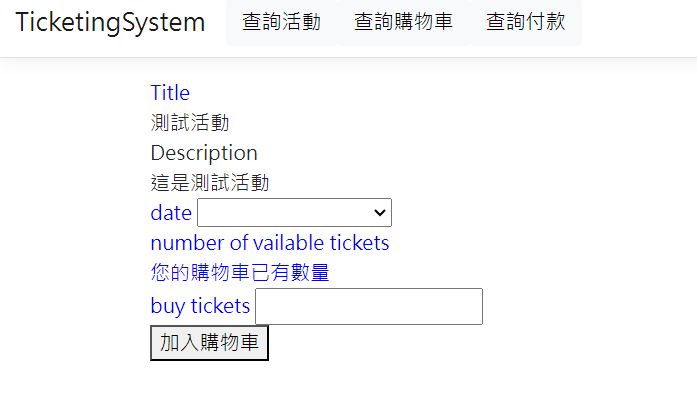 TicketingSystem 查詢活動 查詢購物車 查詢付款
Title
測試活動
Description
這是測試活動
date
number of vailable tickets
您的購物車已有數量
buy tickets
加入購物車